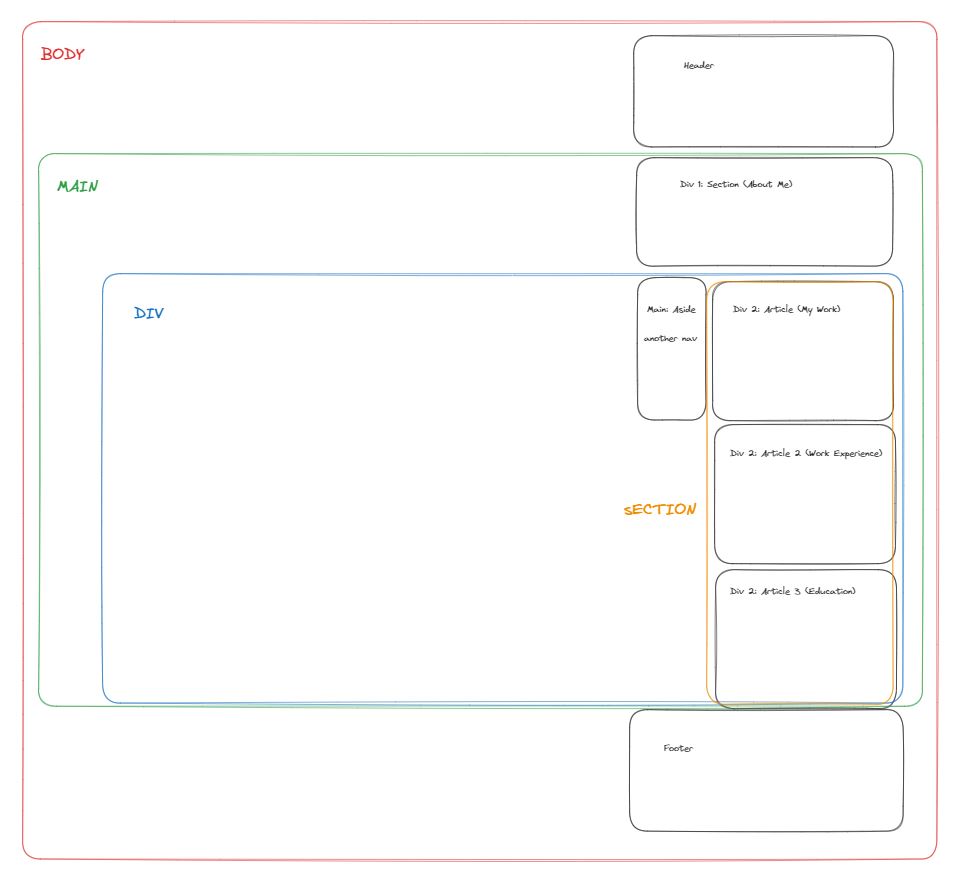 BODY
Header
MAIN
Div 1: Section (About Me)
DIV
Main: Aside
another nav
Div 2: Article (My Work)
Div 2: Article 2 (Work Experience)
sECTION
Div 2: Article 3 (Education)
Footer